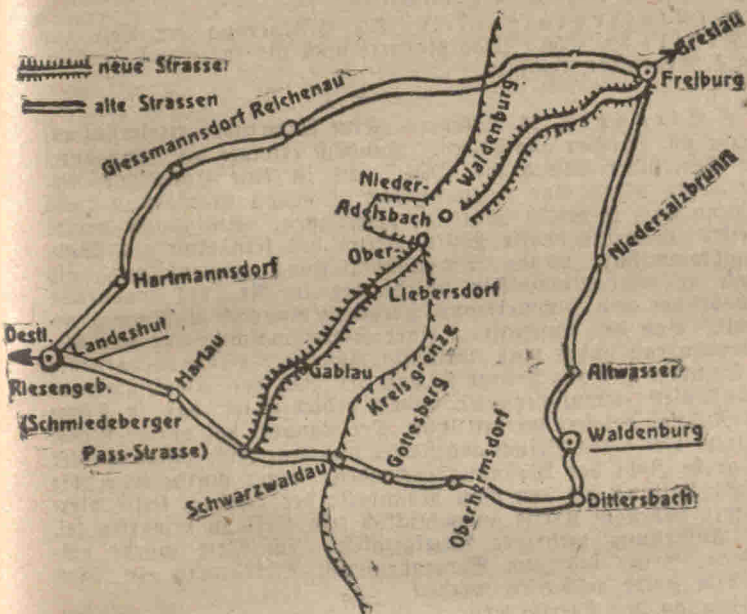 Breslau
Freiburg
neue Strasse
alte Strassen
Giessmannsdorf
Reichenau
Waldenburg
Nieder-
Adelsbach
Ober-
Niedersalzbrunn
Hartmannsdorf
Liebersdorf
Oestl.
Landeshut
Riesengeb.
(Schmiedeberger
Pass-Strasse)
Hartau
Gablau
Kreisgrenze
Altwasser
Waldenburg
Gottesberg
Schwarzwaldau
Oberhermsdorf
Dittersbach